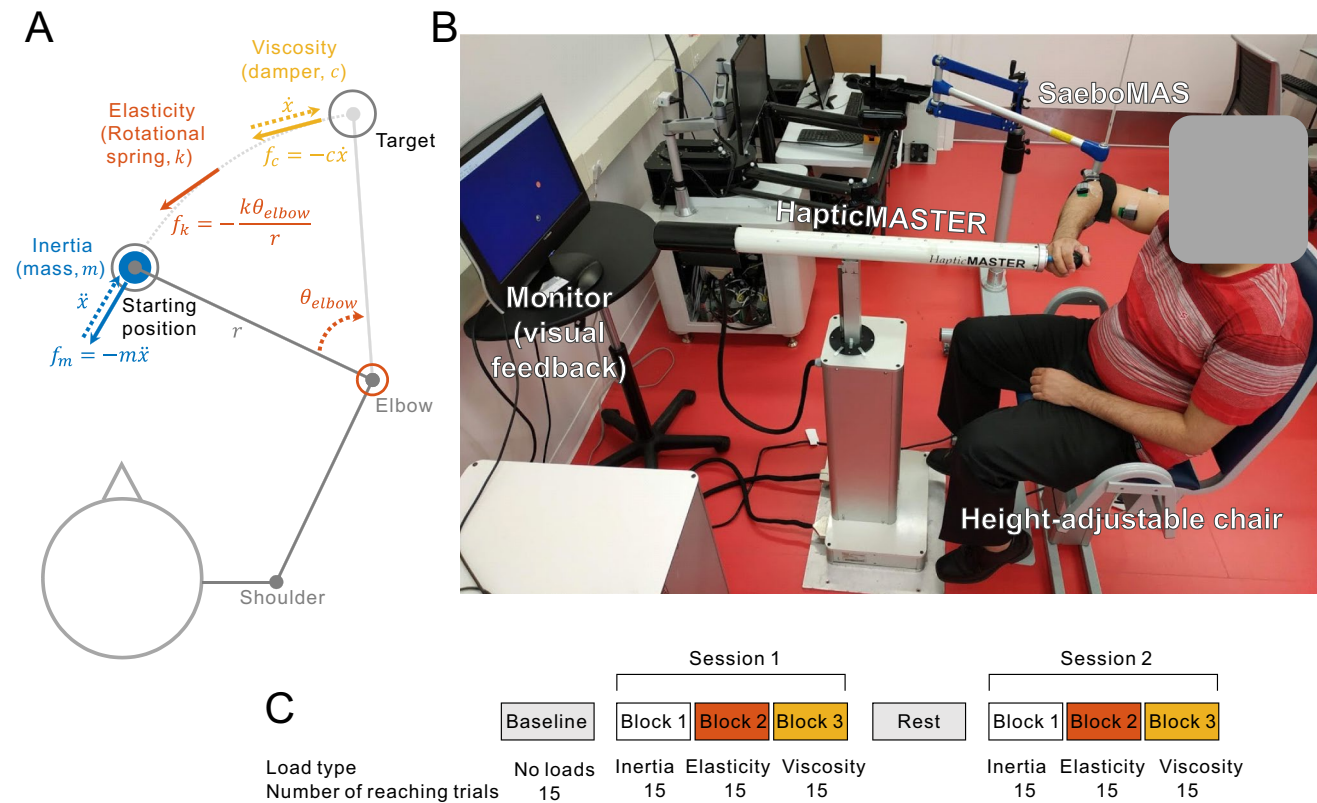 A
Viscosity
(damper, c)
ẋ
Elasticity
(Rotational
spring, k)
f_c = −cẋ
Target
f_k = − kθ_elbow / r
Inertia
(mass, m)
ẍ
Starting
position
θ_elbow
r
f_m = −mẍ
Elbow
Shoulder
B
SaeboMAS
HapticMASTER
HapticMASTER
Monitor
(visual
feedback)
Height-adjustable chair
C
Session 1
Session 2
Baseline
Block 1
Block 2
Block 3
Rest
Block 1
Block 2
Block 3
Load type
No loads
Inertia
Elasticity
Viscosity
Inertia
Elasticity
Viscosity
Number of reaching trials
15
15
15
15
15
15
15